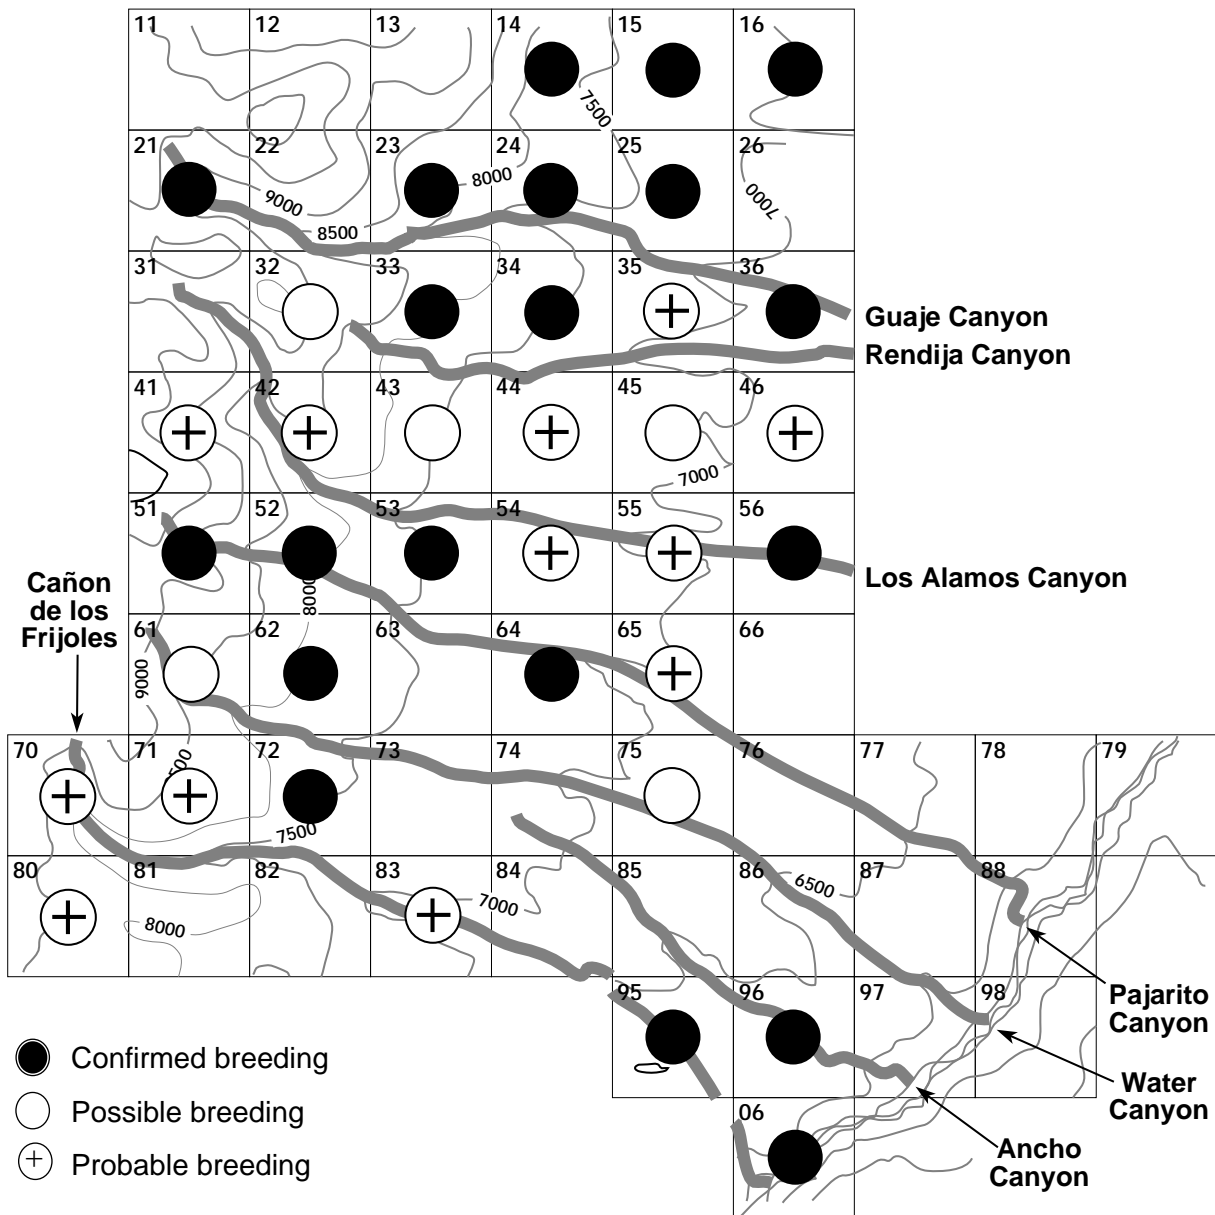 11 12 13 14 15 16
7500
21 22 23 24 25 26
8000
9000
7000
8500
31 32 33 34 35 36
Guaje Canyon
Rendija Canyon
41 42 43 44 45 46
7000
51 52 53 54 55 56
Los Alamos Canyon
Cañon
de los
Frijoles
8000
61 62 63 64 65 66
9000
70 71 72 73 74 75 76 77 78 79
7500
80 81 82 83 84 85 86 87 88
6500
7000
8000
95 96 97 98
Pajarito
Canyon
Water
Canyon
06
Ancho
Canyon
Confirmed breeding
Possible breeding
Probable breeding